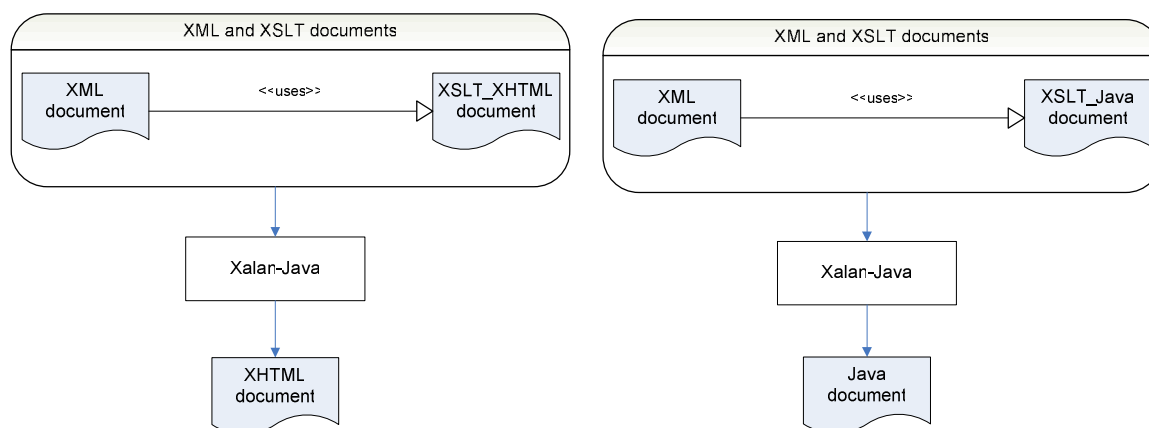 XML and XSLT documents
XML
document
<<uses>>
XSLT_XHTML
document
Xalan-Java
XHTML
document
XML and XSLT documents
XML
document
<<uses>>
XSLT_Java
document
Xalan-Java
Java
document